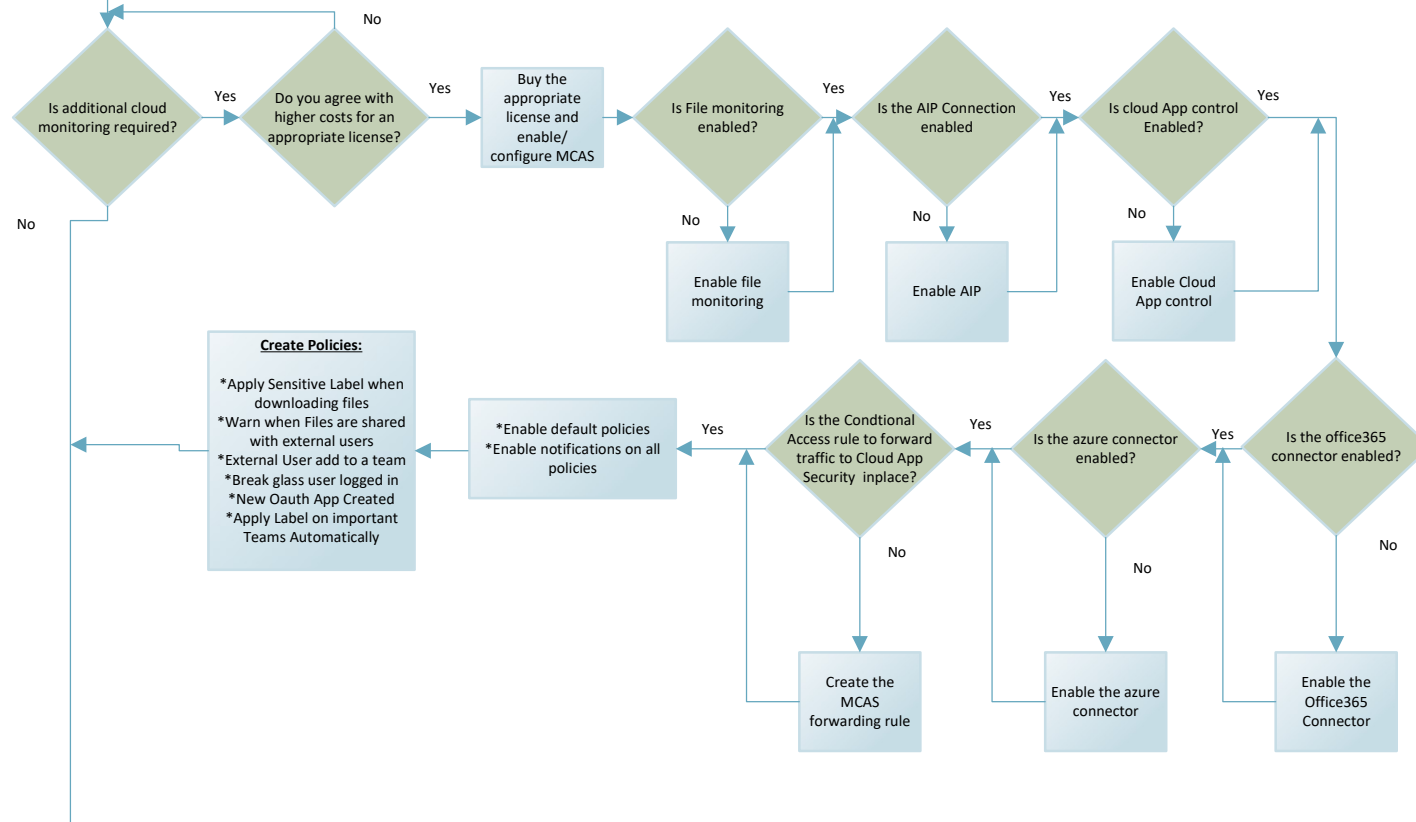 No
Is additional cloud
monitoring required?
Yes
Do you agree with
higher costs for an
appropriate license?
Yes
Buy the
appropriate
license and
enable/
configure MCAS
Is File monitoring
enabled?
Yes
Is the AIP Connection
enabled
Yes
Is cloud App control
Enabled?
Yes
No
No
Enable file
monitoring
No
Enable AIP
No
Enable Cloud
App control
Create Policies:
*Apply Sensitive Label when
downloading files
*Warn when Files are shared
with external users
*External User add to a team
*Break glass user logged in
*New Oauth App Created
*Apply Label on important
Teams Automatically
*Enable default policies
*Enable notifications on all
policies
Yes
Is the Condtional
Access rule to forward
traffic to Cloud App
Security inplace?
Yes
Is the azure connector
enabled?
Yes
Is the office365
connector enabled?
No
No
No
Create the
MCAS
forwarding rule
Enable the azure
connector
Enable the
Office365
Connector